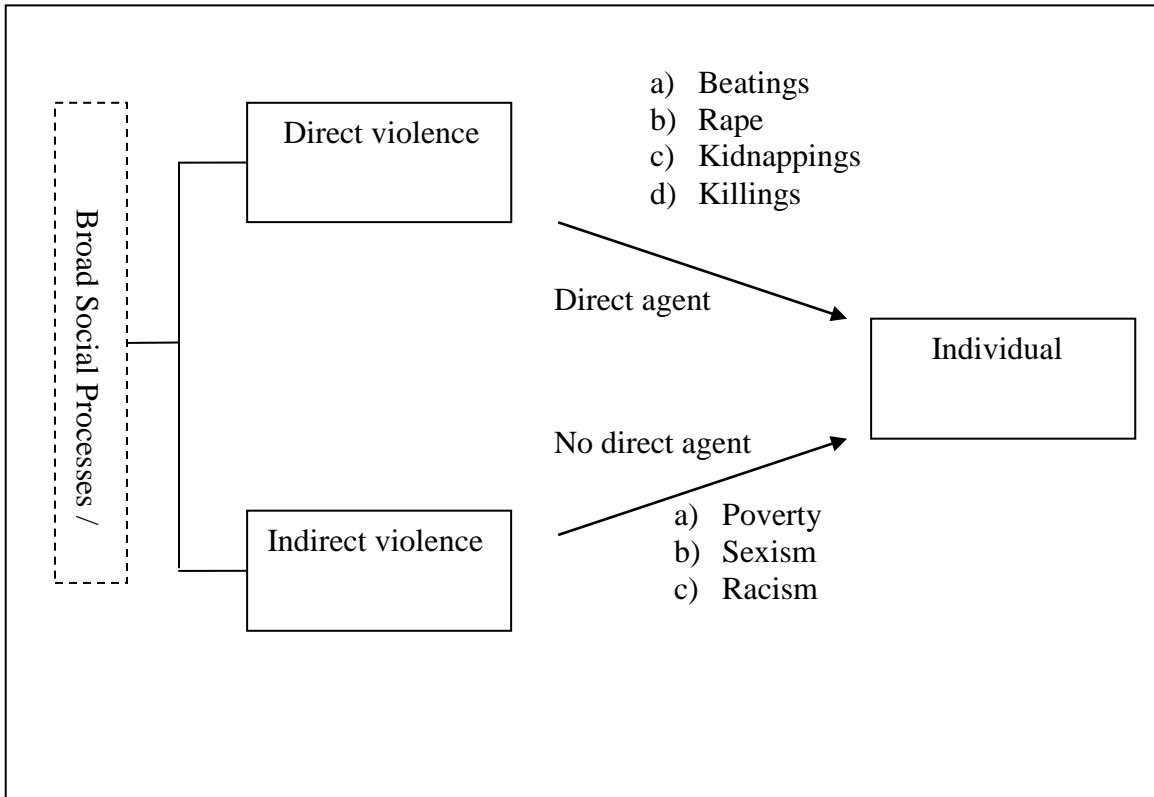 a) Beatings
b) Rape
c) Kidnappings
d) Killings
Direct violence
Broad Social Processes /
Direct agent
Individual
No direct agent
Indirect violence
a) Poverty
b) Sexism
c) Racism